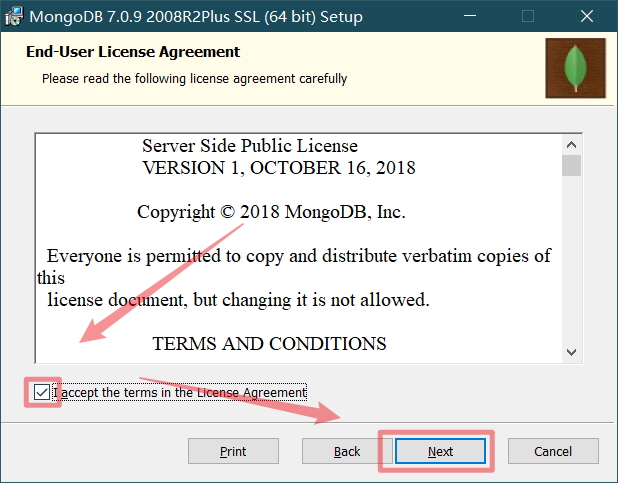 MongoDB 7.0.9 2008R2Plus SSL (64 bit) Setup
End-User License Agreement
Please read the following license agreement carefully
Server Side Public License
VERSION 1, OCTOBER 16, 2018
Copyright © 2018 MongoDB, Inc.
Everyone is permitted to copy and distribute verbatim copies of
this
license document, but changing it is not allowed.
TERMS AND CONDITIONS
I accept the terms in the License Agreement
Print
Back
Next
Cancel